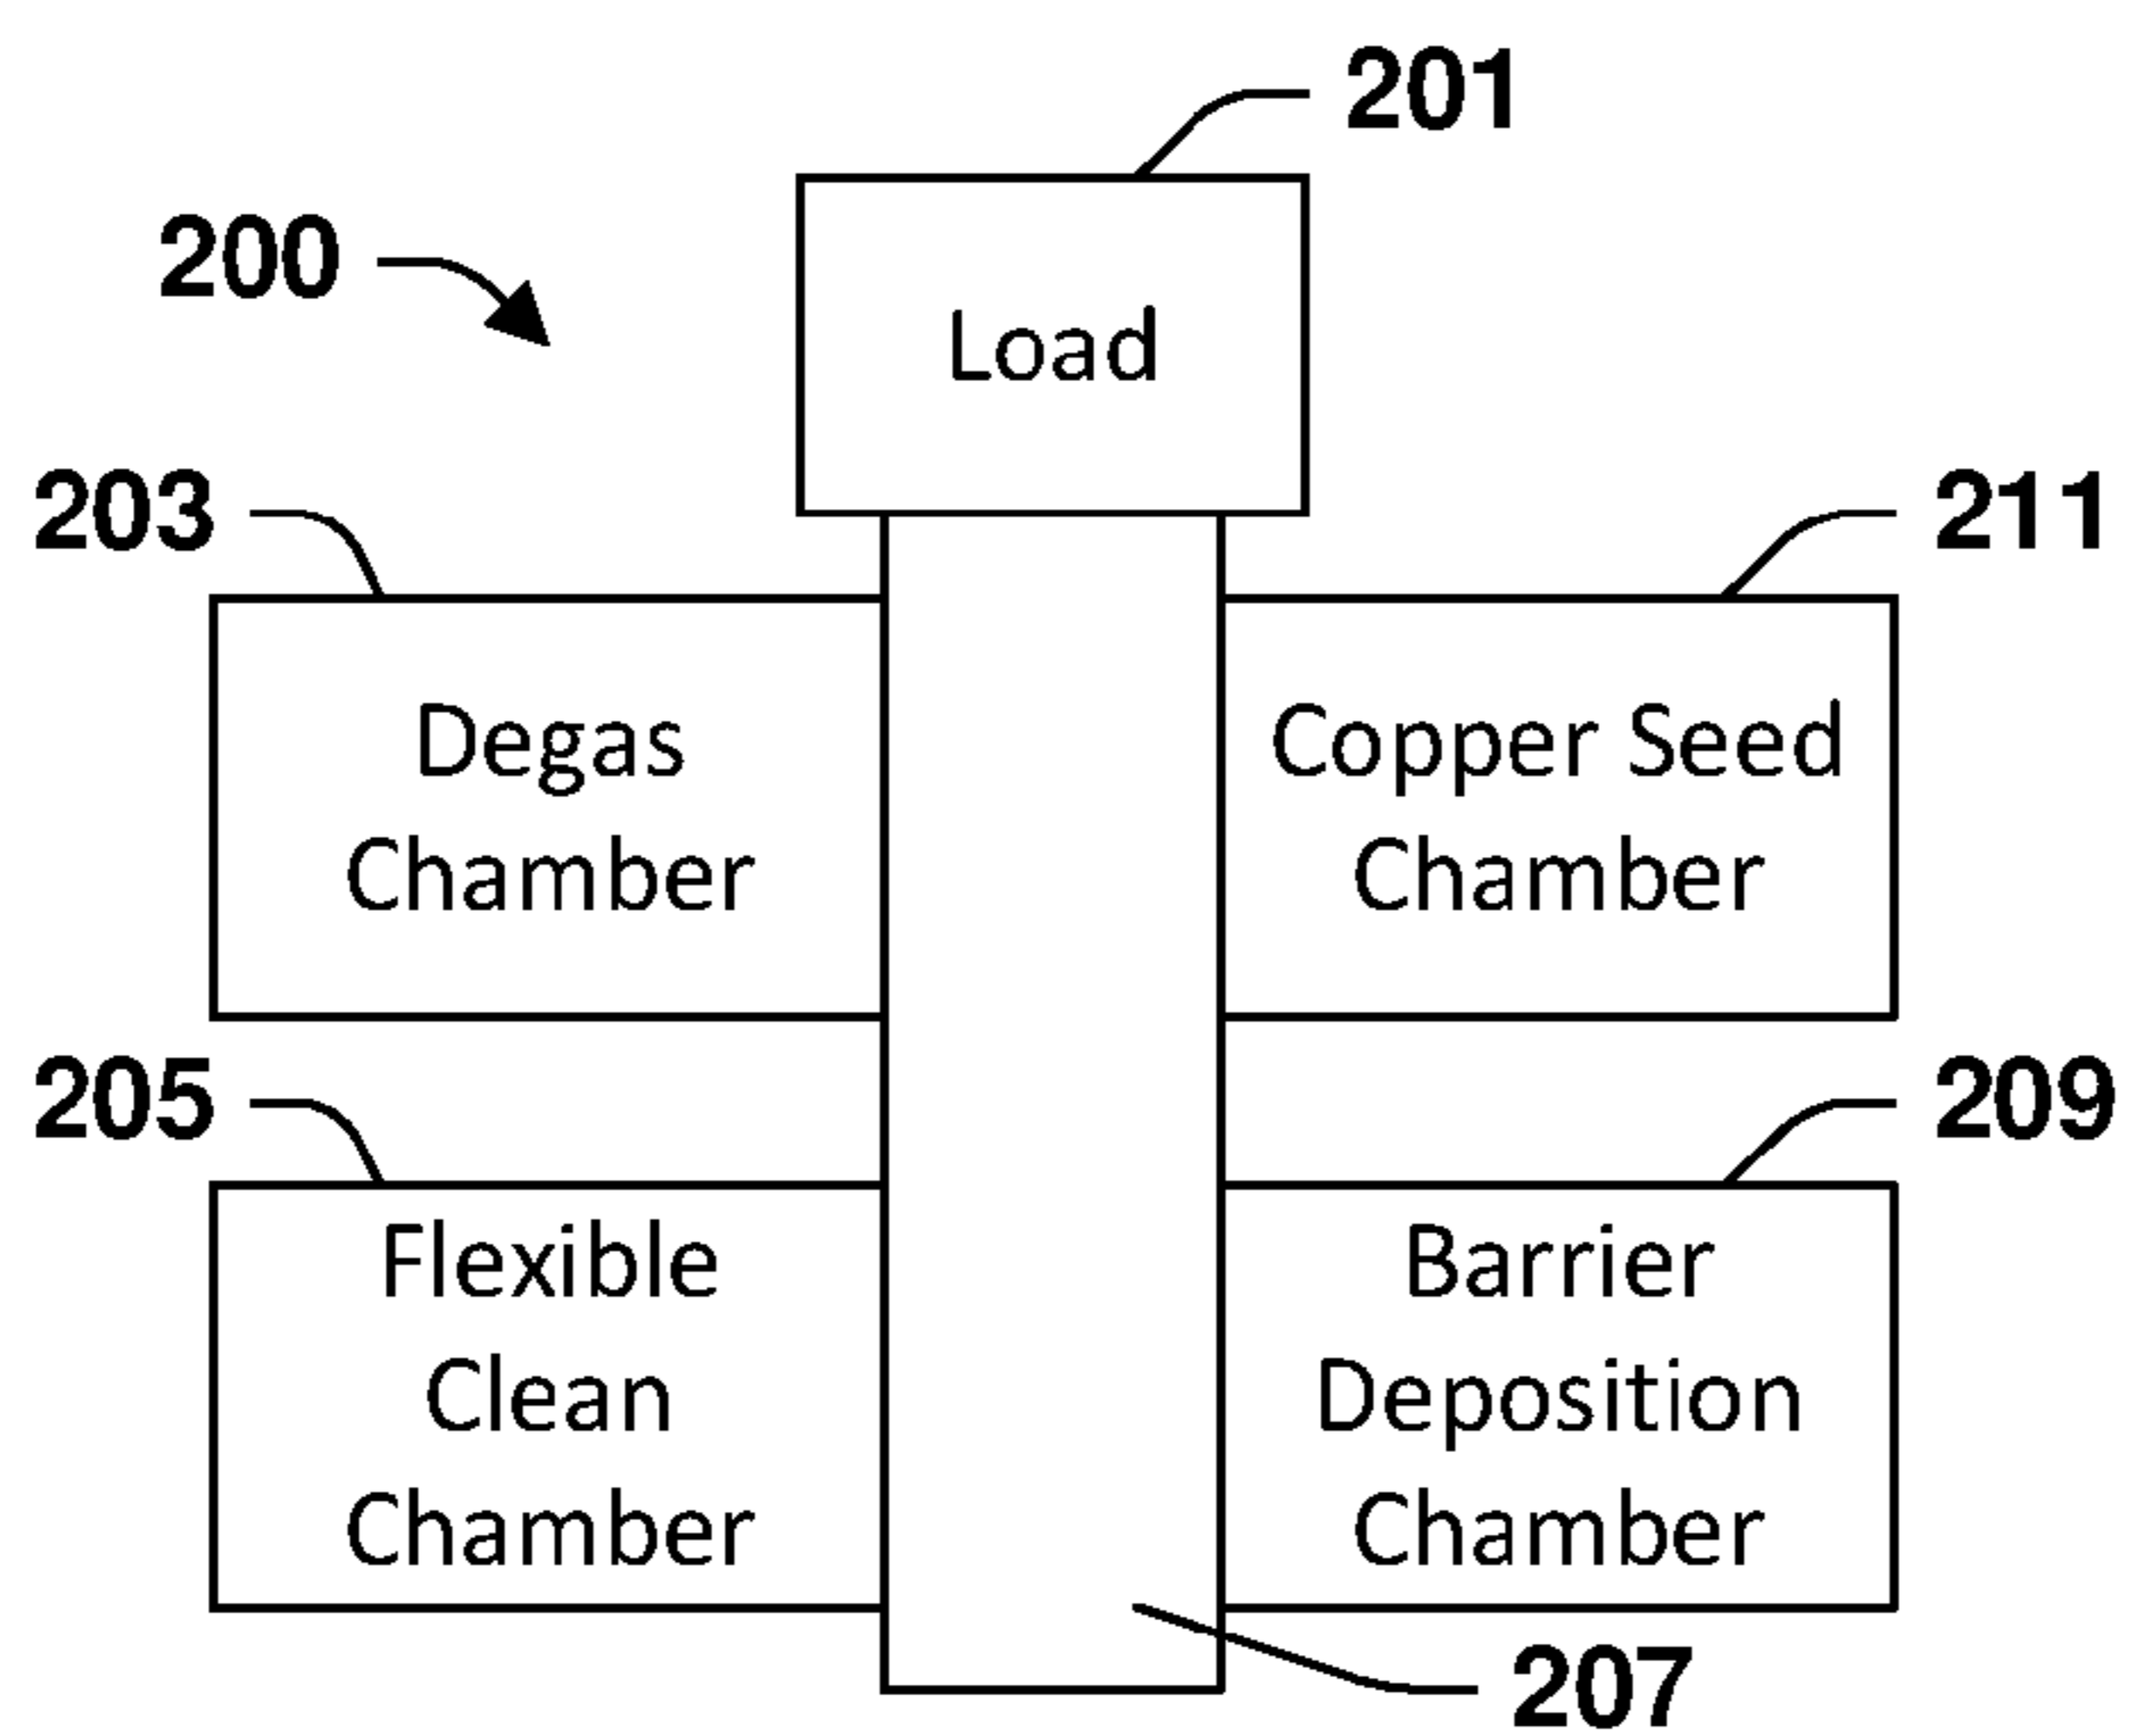 201
200
Load
203
211
Degas
Chamber
Copper Seed
Chamber
205
209
Flexible
Clean
Chamber
Barrier
Deposition
Chamber
207